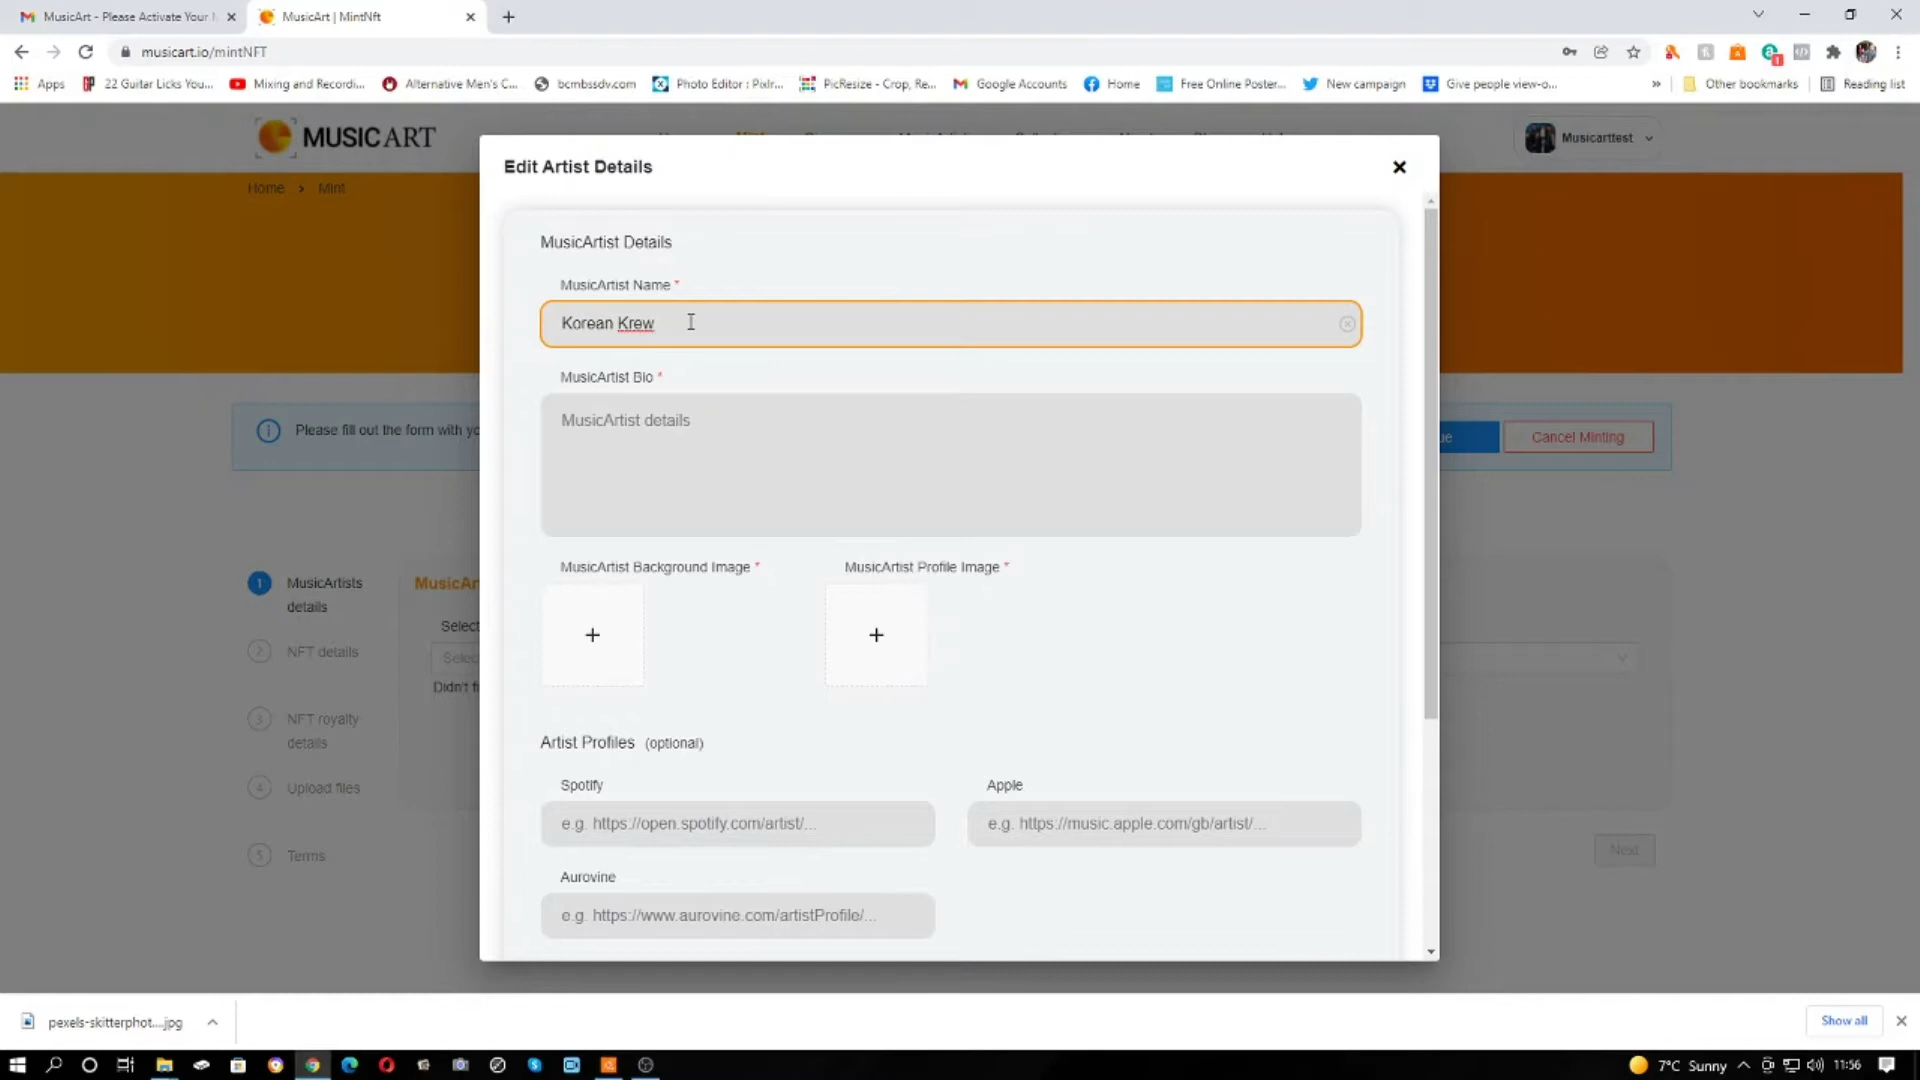 MusicArt - Please Activate Your
MusicArt | MintNft
musicart.io/mintNFT
Apps
22 Guitar Licks You...
Mixing and Recordi...
Alternative Men's C...
bcmbssdv.com
Photo Editor : Pixlr...
PicResize - Crop, Re...
Google Accounts
Home
Free Online Poster...
New campaign
Give people view-o...
»
Other bookmarks
Reading list
MUSICART
Musicarttest
Home > Mint
Edit Artist Details
MusicArtist Details
MusicArtist Name *
Korean Krew
MusicArtist Bio *
MusicArtist details
Please fill out the form with yo
ue
Cancel Minting
MusicArtist Background Image *
MusicArtist Profile Image *
1
MusicArtists
details
MusicAr
Select
Selec
Didn't fi
2
NFT details
3
NFT royalty
details
4
Upload files
5
Terms
Next
Artist Profiles (optional)
Spotify
Apple
e.g. https://open.spotify.com/artist/...
e.g. https://music.apple.com/gb/artist/...
Aurovine
e.g. https://www.aurovine.com/artistProfile/...
pexels-skitterphot....jpg
Show all
7°C Sunny
11:56